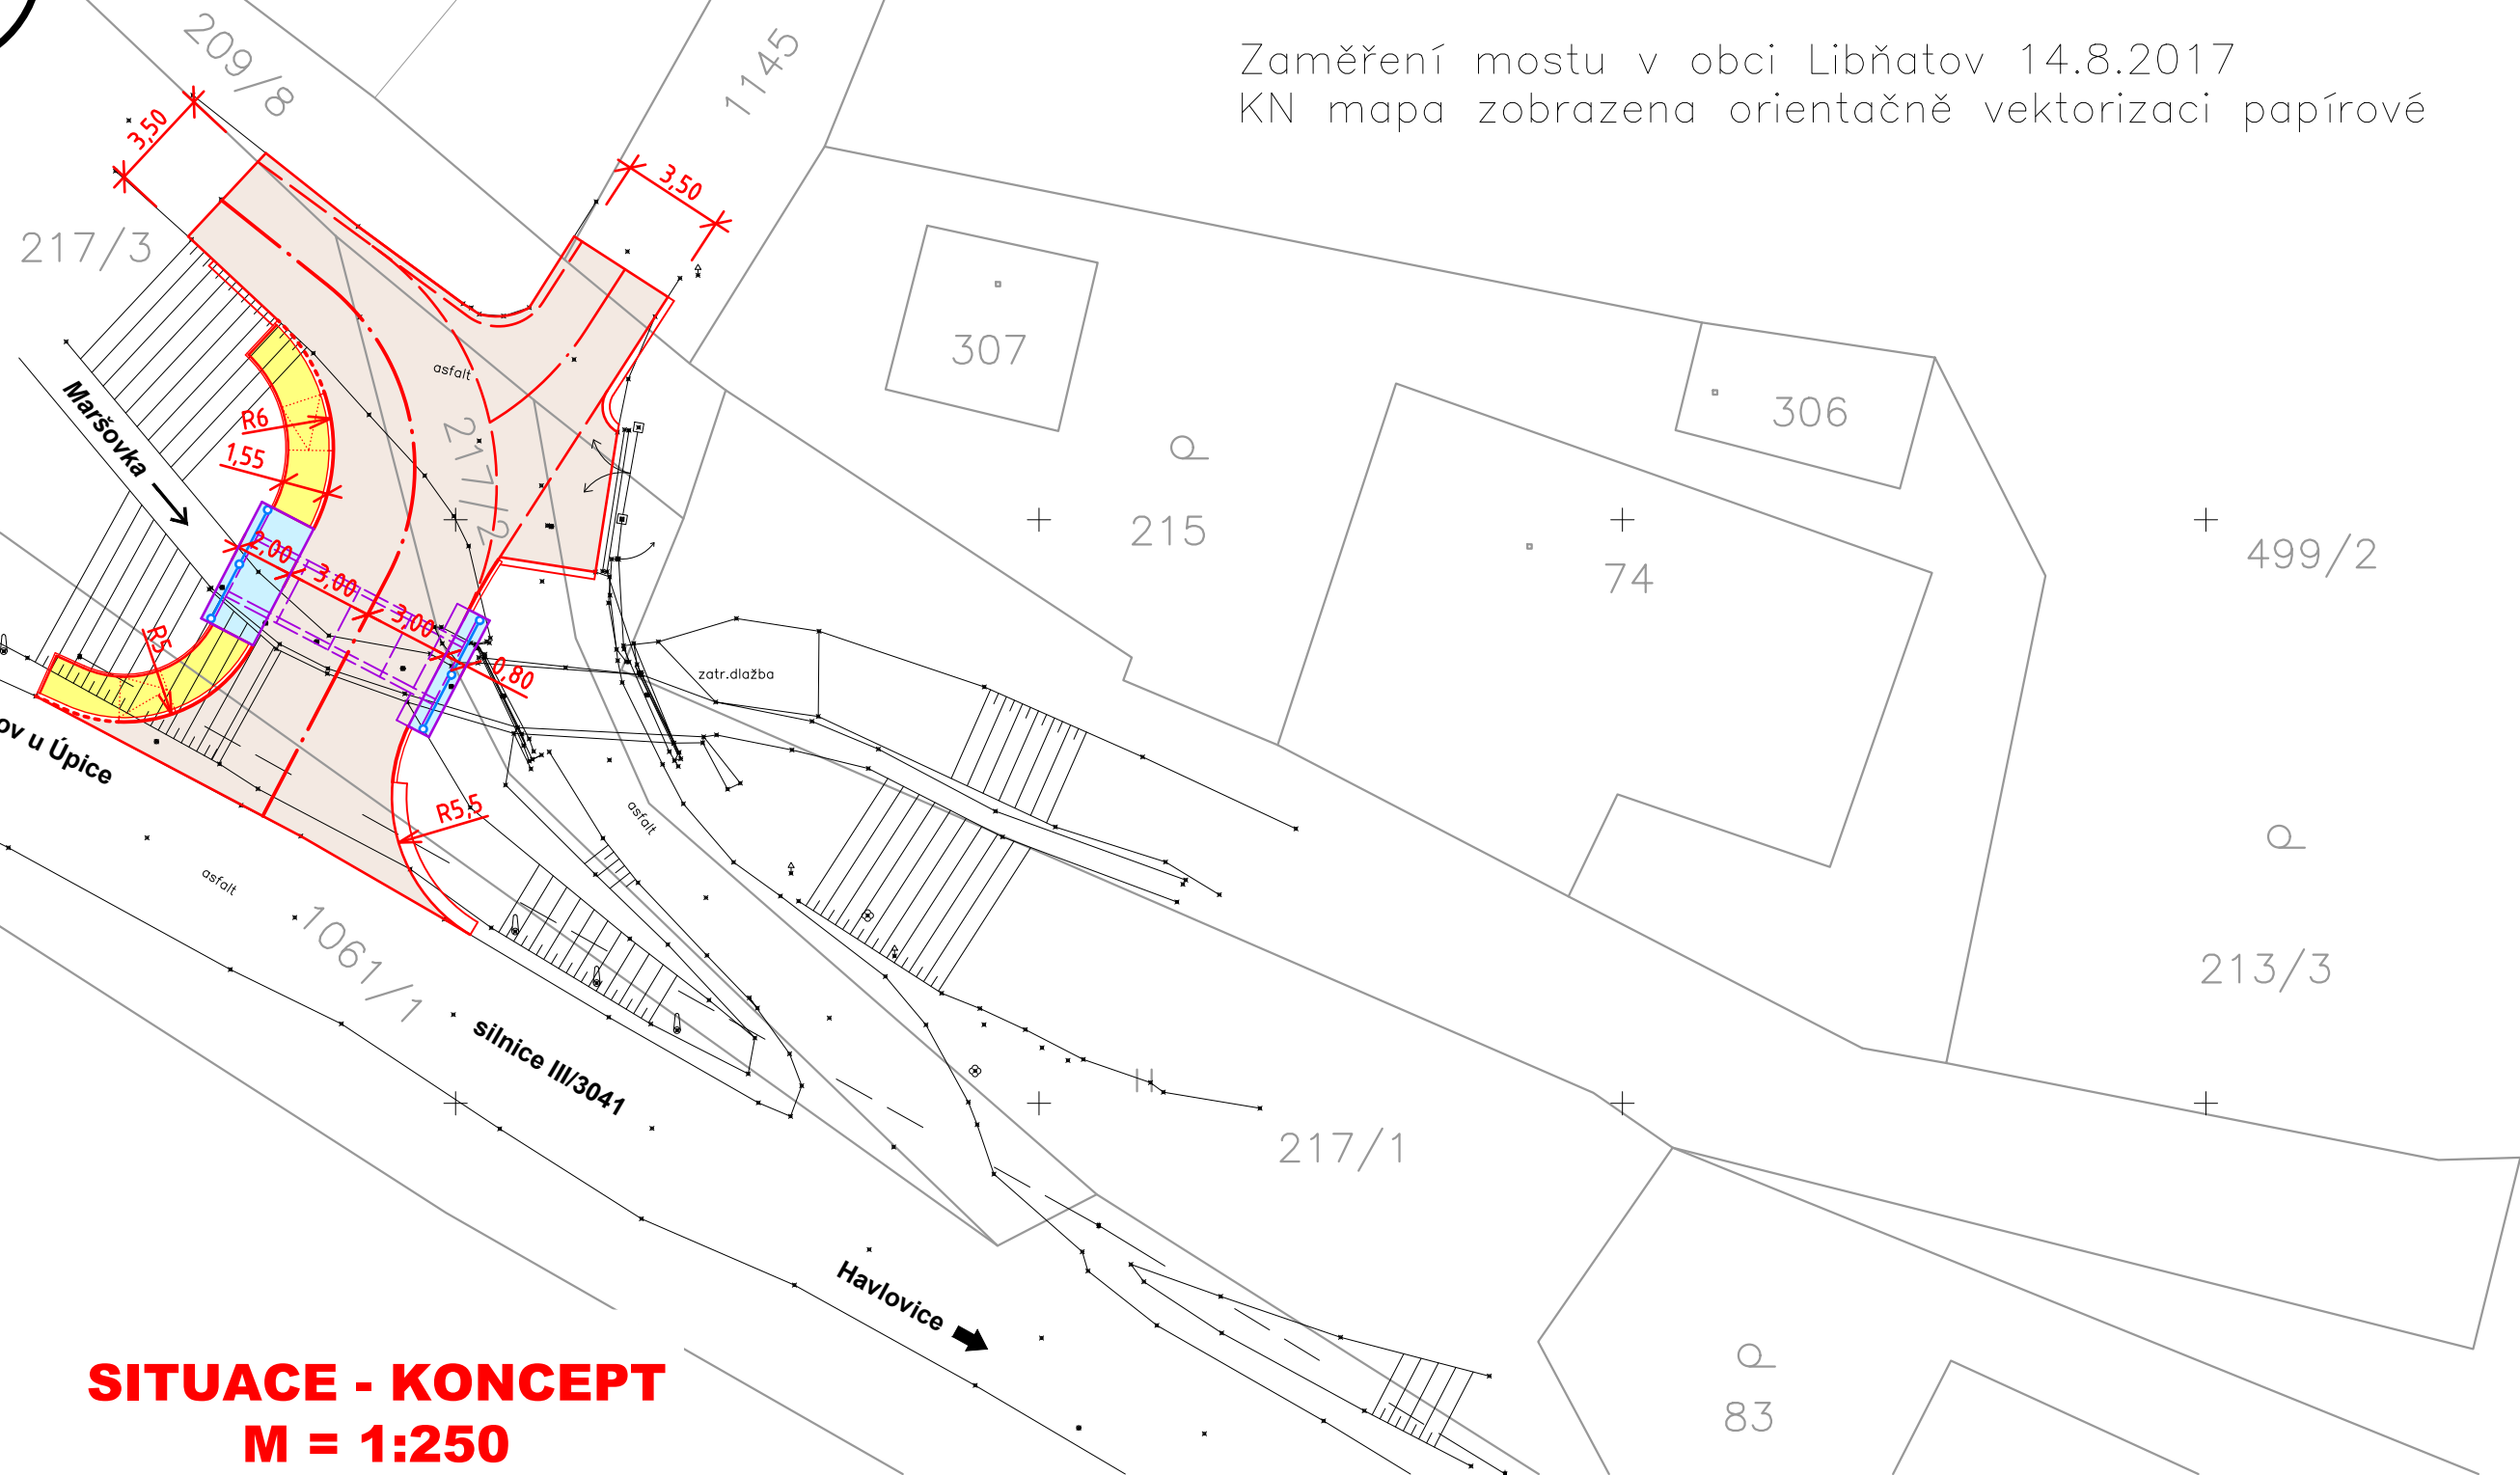 Zaměření mostu v obci Libňatov 14.8.2017
KN mapa zobrazena orientačně vektorizaci papírové
209/8
1145
3,50
3,50
217/3
307
306
asfalt
R6
217/2
1,55
Maršovka
215
74
499/2
2,00
3,00
3,00
R5
0,80
zatr.dlažba
ov u Úpice
R5,5
asfalt
asfalt
1061/1
213/3
silnice III/3041
217/1
Havlovice
83
SITUACE - KONCEPT
M = 1:250